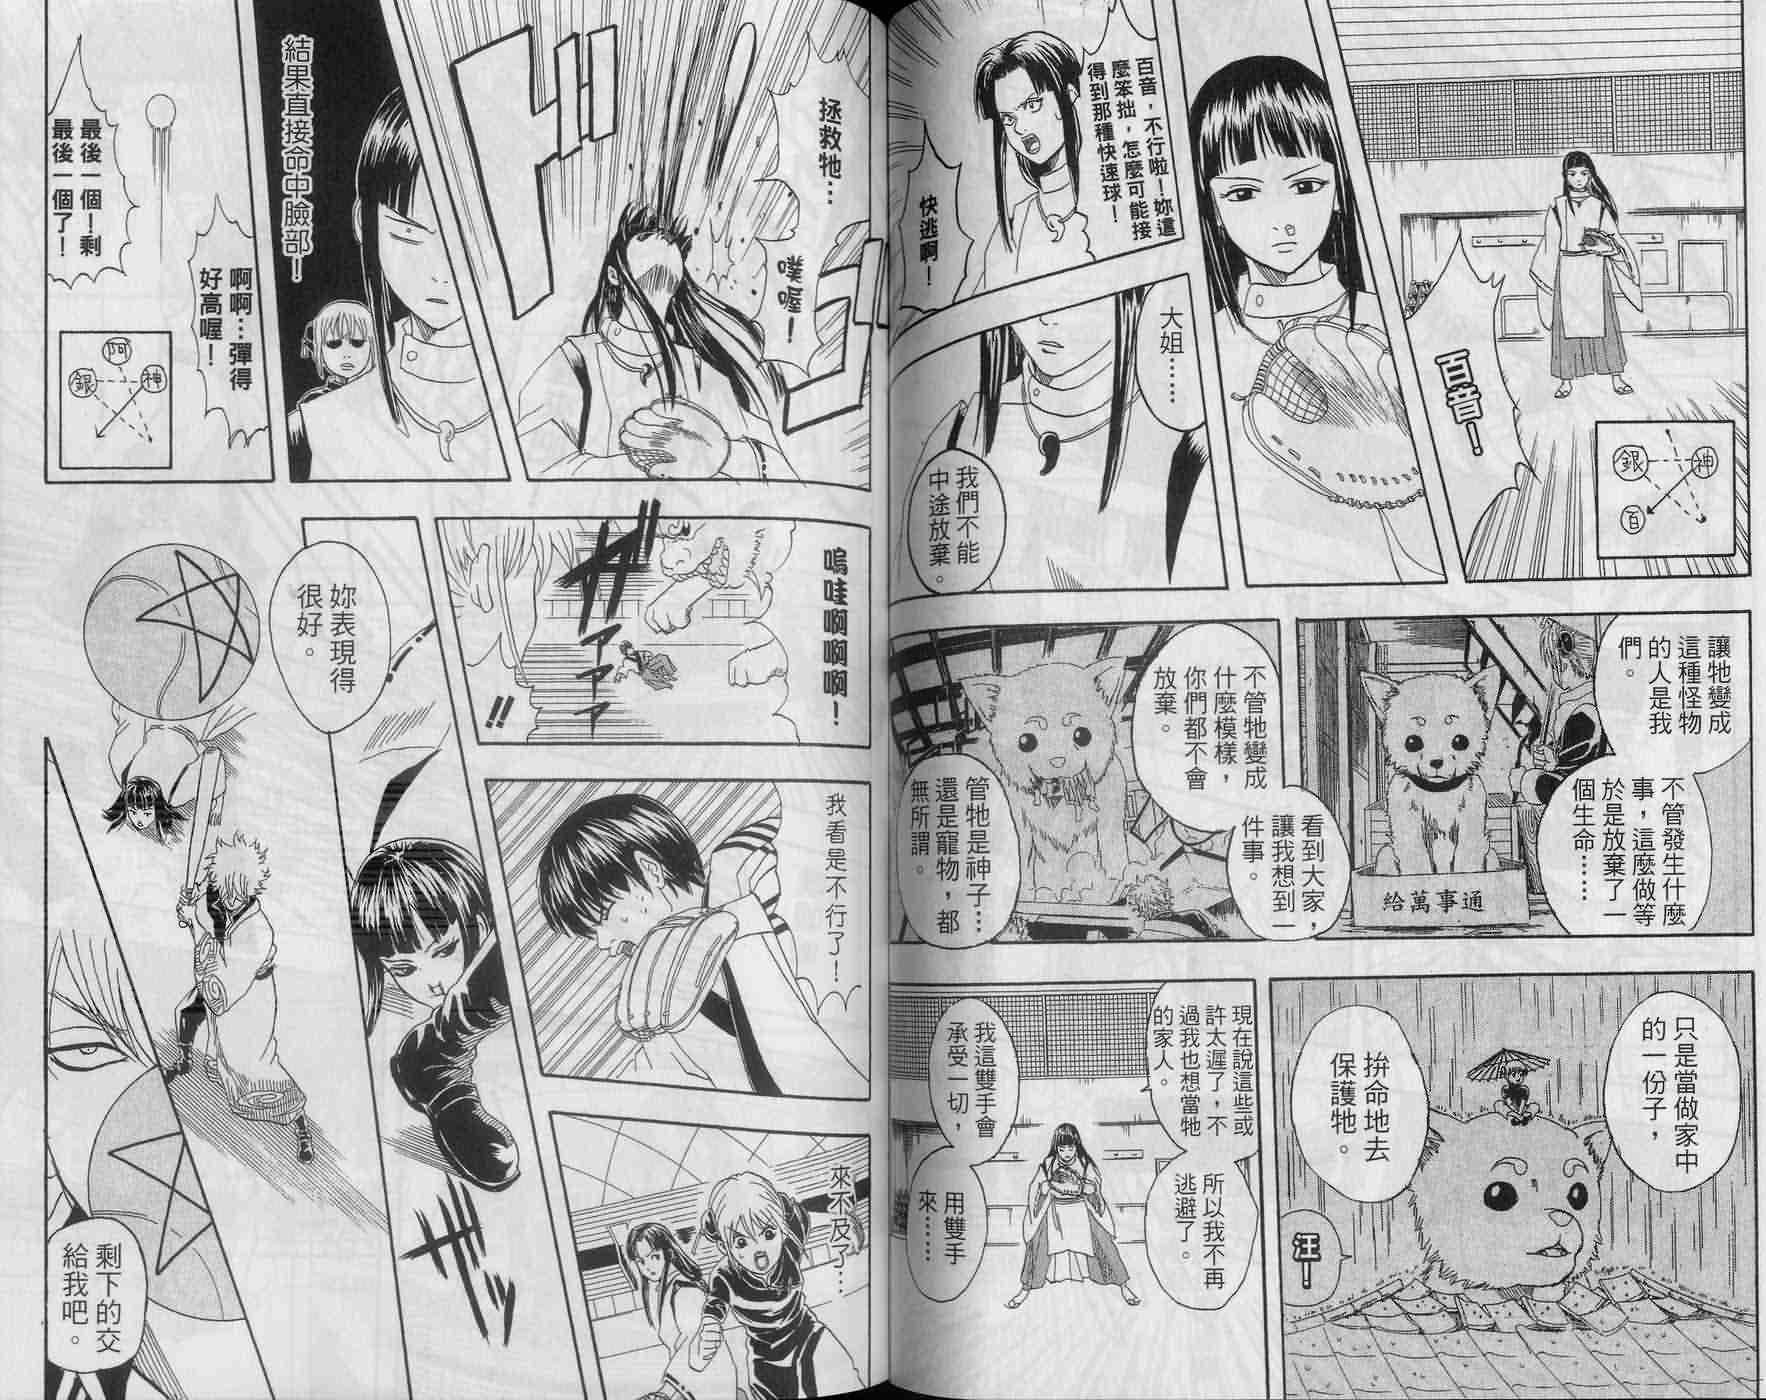 百音！
神
銀
百
百音，不行啦！妳這
麼笨拙，怎麼可能接
得到那種快速球！
快逃啊！
大姐……
我們不能
中途放棄。
讓牠變成
這種怪物
的人是我
們。
不管發生什麼
事，這麼做等
於是放棄了一
個生命……
給萬事通
不管牠變成
什麼模樣，
你們都不會
放棄。
看到大家，
讓我想到一
件事。
管牠是神子…
還是寵物，都
無所謂。
只是當做家中
的一份子，
拚命地去
保護牠。
汪！
現在說這些或
許太遲了，不
過我也想當牠
的家人。
所以我不再
逃避了。
我這雙手會
承受一切，
用雙手
來……
拯救牠…
噗喔！
ドゴン
結果直接命中臉部！
啊啊…彈得
好高喔！
最後一個！剩
最後一個了！
阿
神
銀
嗚哇啊啊啊！
我看是不行了！
來不及了…
妳表現得
很好。
剩下的交
給我吧。